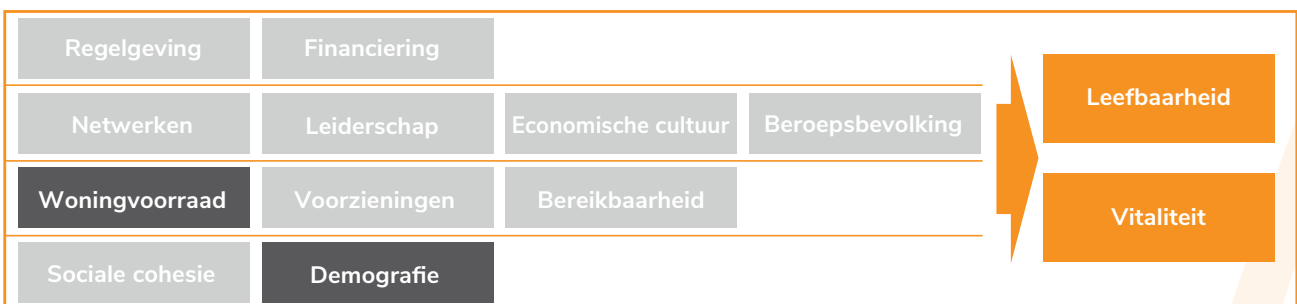 Regelgeving
Financiering
Netwerken
Leiderschap
Economische cultuur
Beroepsbevolking
Woningvoorraad
Voorzieningen
Bereikbaarheid
Sociale cohesie
Demografie
Leefbaarheid
Vitaliteit